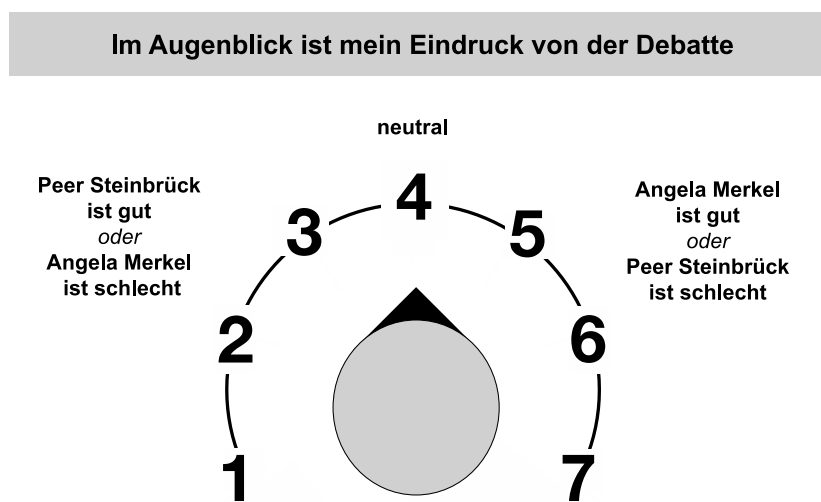 Im Augenblick ist mein Eindruck von der Debatte
neutral
Peer Steinbrück
ist gut
oder
Angela Merkel
ist schlecht
Angela Merkel
ist gut
oder
Peer Steinbrück
ist schlecht
1
2
3
4
5
6
7